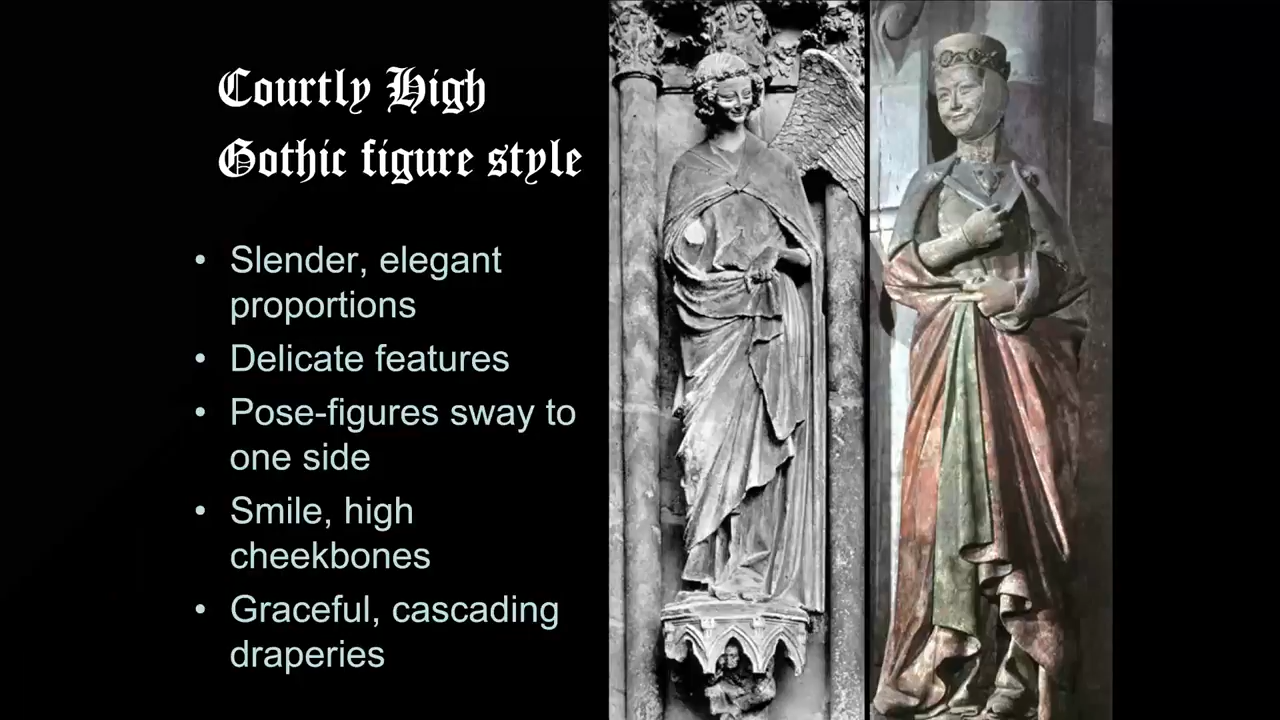 Courtly High
Gothic figure style
• Slender, elegant
proportions
• Delicate features
• Pose-figures sway to
one side
• Smile, high
cheekbones
• Graceful, cascading
draperies